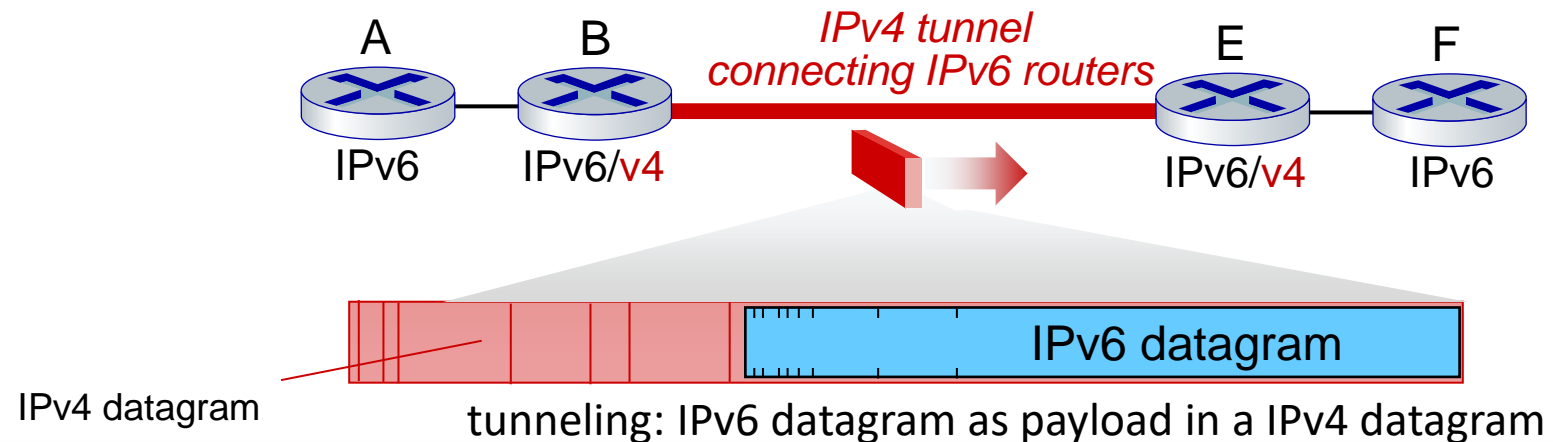 A
B
IPv4 tunnel
connecting IPv6 routers
E
F
IPv6
IPv6/v4
IPv6/v4
IPv6
IPv6 datagram
IPv4 datagram
tunneling: IPv6 datagram as payload in a IPv4 datagram